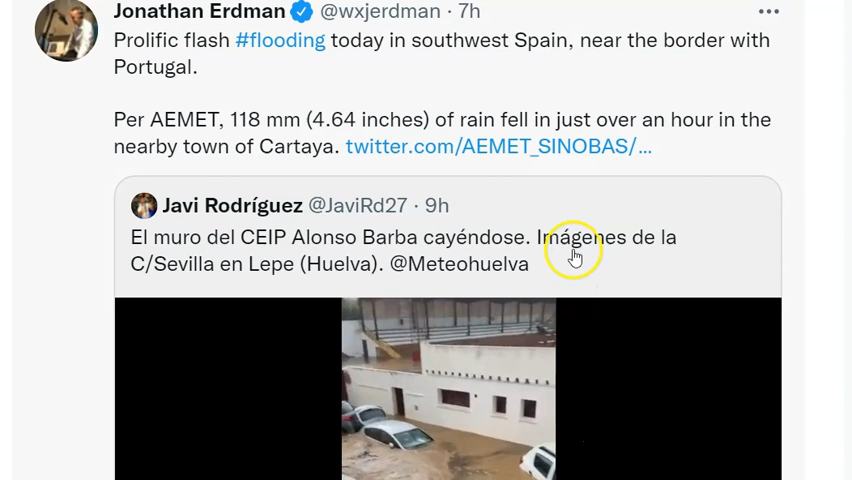 Jonathan Erdman @wxjerdman · 7h
Prolific flash #flooding today in southwest Spain, near the border with
Portugal.
Per AEMET, 118 mm (4.64 inches) of rain fell in just over an hour in the
nearby town of Cartaya. twitter.com/AEMET_SINOBAS/...
Javi Rodríguez @JaviRd27 · 9h
El muro del CEIP Alonso Barba cayéndose. Imágenes de la
C/Sevilla en Lepe (Huelva). @Meteohuelva